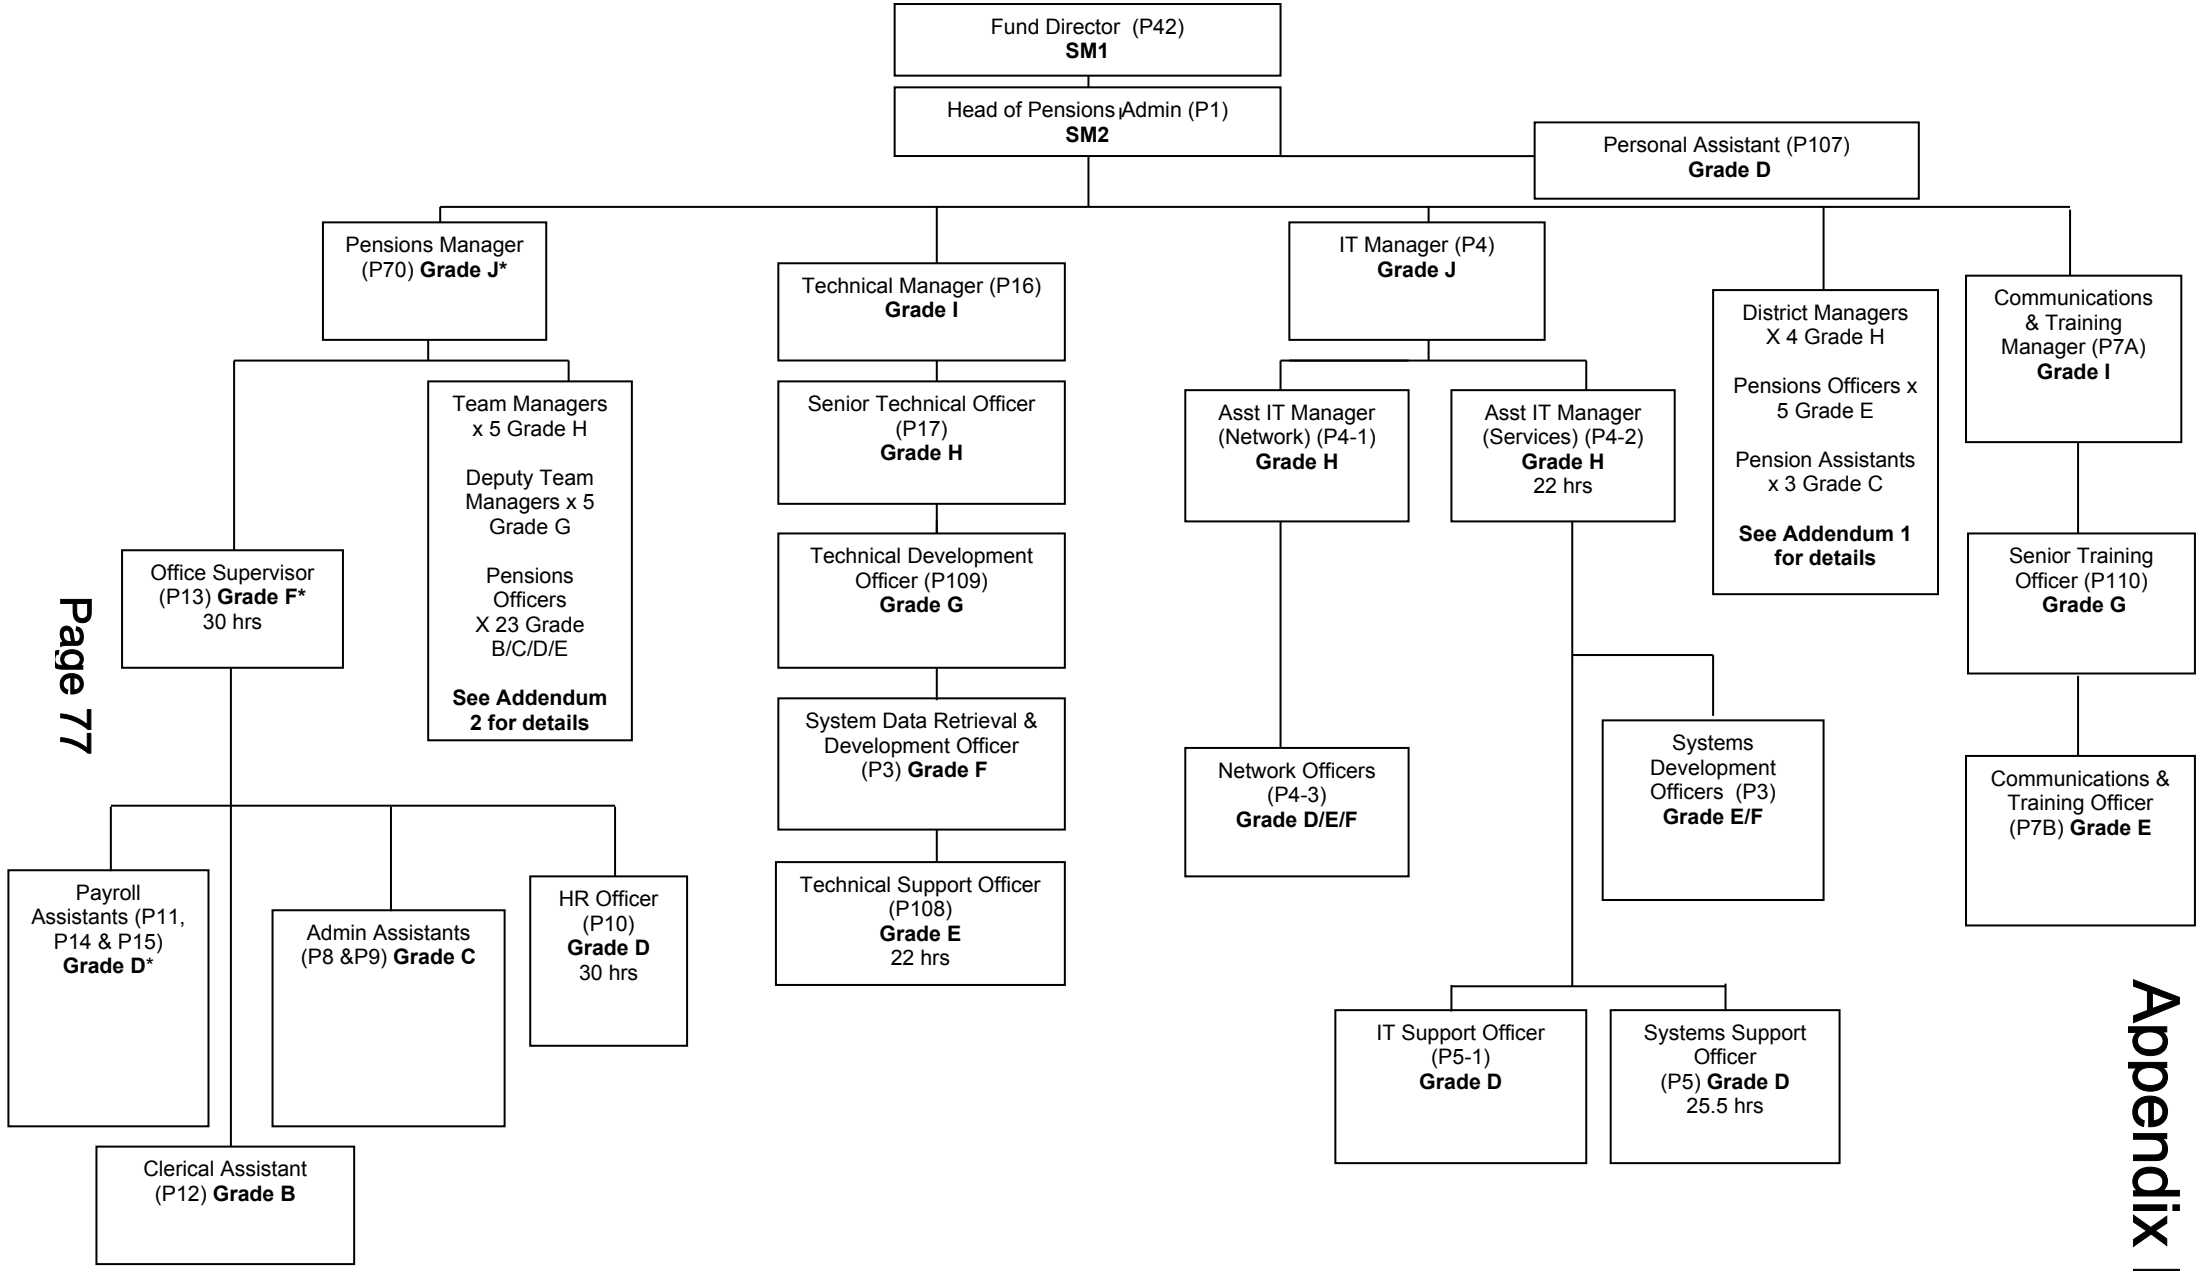 Fund Director (P42)
SM1
Head of Pensions Admin (P1)
SM2
Personal Assistant (P107)
Grade D
Pensions Manager
(P70) Grade J*
Technical Manager (P16)
Grade I
IT Manager (P4)
Grade J
District Managers
X 4 Grade H
Pensions Officers x
5 Grade E
Pension Assistants
x 3 Grade C
See Addendum 1
for details
Communications
& Training
Manager (P7A)
Grade I
Team Managers
x 5 Grade H
Deputy Team
Managers x 5
Grade G
Pensions
Officers
X 23 Grade
B/C/D/E
See Addendum
2 for details
Senior Technical Officer
(P17)
Grade H
Asst IT Manager
(Network) (P4-1)
Grade H
Asst IT Manager
(Services) (P4-2)
Grade H
22 hrs
Office Supervisor
(P13) Grade F*
30 hrs
Technical Development
Officer (P109)
Grade G
Senior Training
Officer (P110)
Grade G
Page 77
System Data Retrieval &
Development Officer
(P3) Grade F
Network Officers
(P4-3)
Grade D/E/F
Systems
Development
Officers (P3)
Grade E/F
Communications &
Training Officer
(P7B) Grade E
Payroll
Assistants (P11,
P14 & P15)
Grade D*
Admin Assistants
(P8 &P9) Grade C
HR Officer
(P10)
Grade D
30 hrs
Technical Support Officer
(P108)
Grade E
22 hrs
IT Support Officer
(P5-1)
Grade D
Systems Support
Officer
(P5) Grade D
25.5 hrs
Clerical Assistant
(P12) Grade B
Appendix